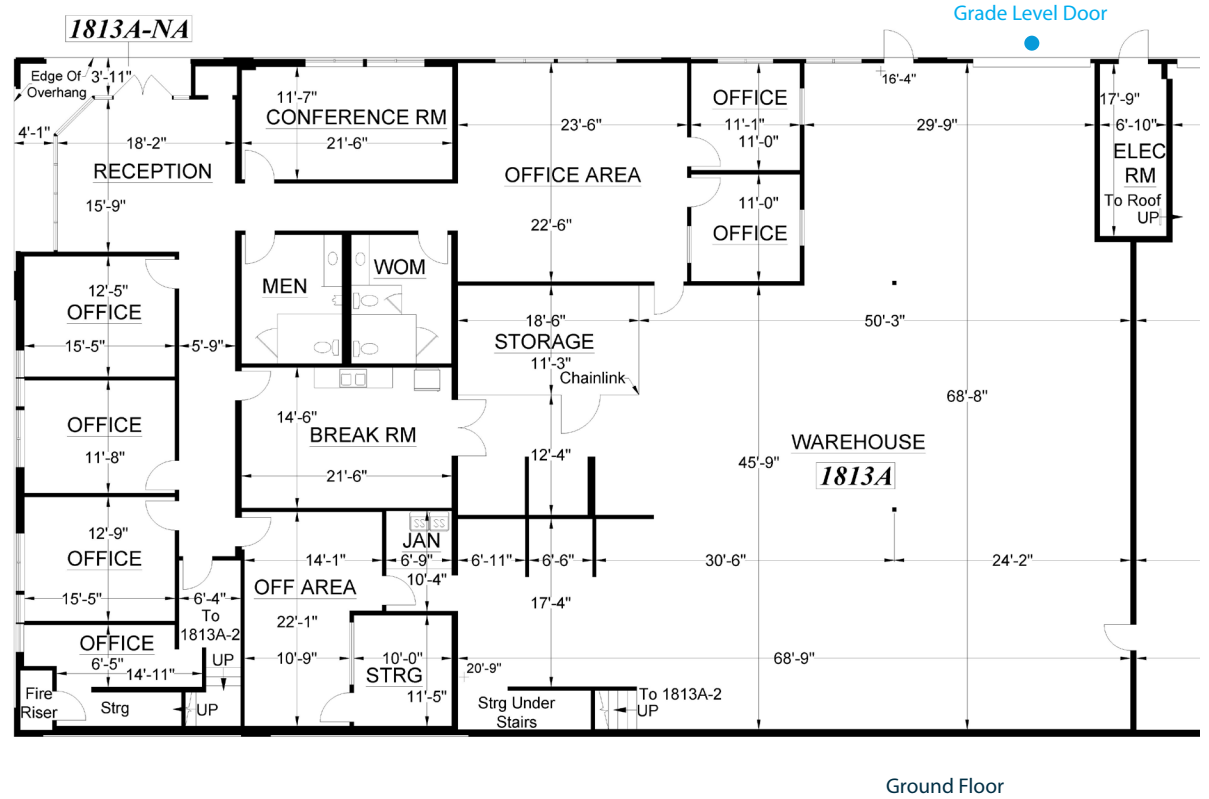 Grade Level Door
1813A-NA
Edge Of
Overhang
3'-11"
11'-7"
CONFERENCE RM
21'-6"
4'-1"
18'-2"
RECEPTION
15'-9"
23'-6"
OFFICE AREA
22'-6"
OFFICE
11'-1"
11'-0"
11'-0"
OFFICE
16'-4"
29'-9"
17'-9"
6'-10"
ELEC
RM
To Roof
UP
MEN
WOM
12'-5"
OFFICE
15'-5"
5'-9"
18'-6"
STORAGE
11'-3"
Chainlink
50'-3"
68'-8"
OFFICE
11'-8"
14'-6"
BREAK RM
21'-6"
12'-4"
45'-9"
WAREHOUSE
1813A
12'-9"
OFFICE
15'-5"
6'-4"
To
1813A-2
UP
14'-1"
OFF AREA
22'-1"
10'-9"
SS
SS
JAN
6'-9"
10'-4"
6'-11"
6'-6"
17'-4"
30'-6"
24'-2"
OFFICE
6'-5"
14'-11"
10'-0"
STRG
11'-5"
20'-9"
68'-9"
Fire
Riser
Strg
UP
Strg Under
Stairs
To 1813A-2
UP
Ground Floor